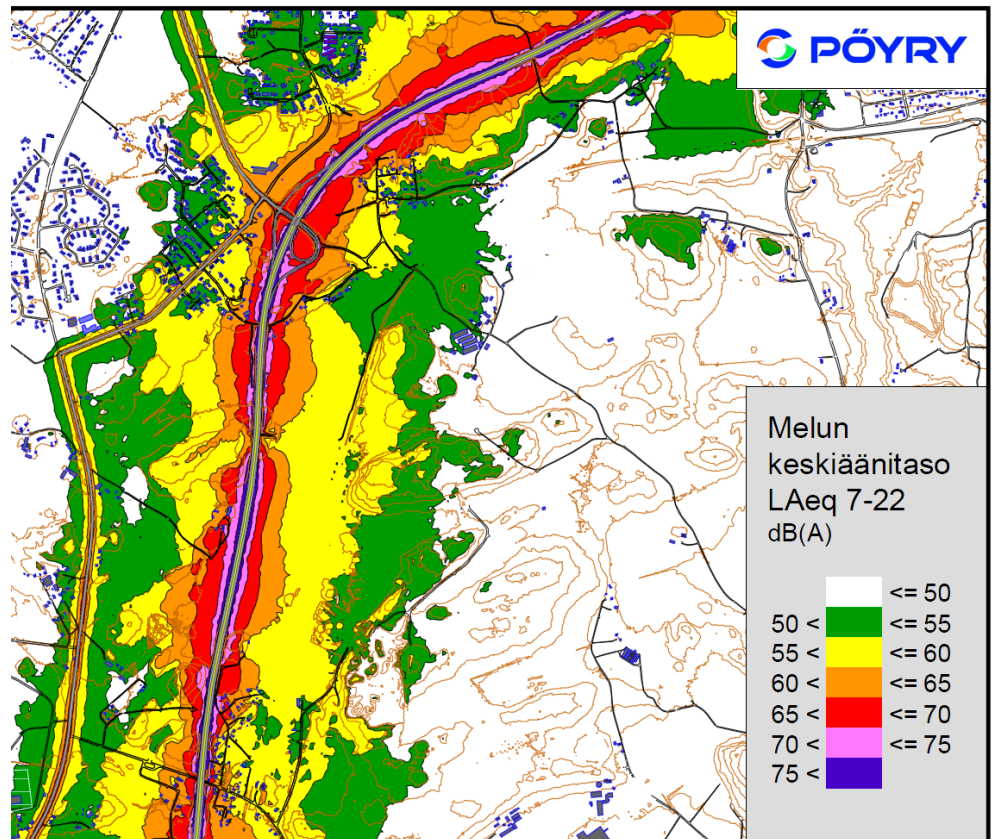 PÖYRY
Melun
keskiäänitaso
LAeq 7-22
dB(A)
<= 50
50 < <= 55
55 < <= 60
60 < <= 65
65 < <= 70
70 < <= 75
75 <